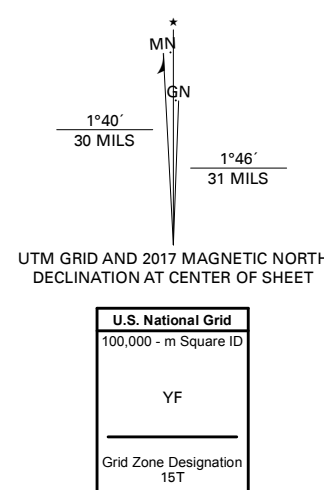 ★
MN
GN
1°40´
30 MILS
1°46´
31 MILS
UTM GRID AND 2017 MAGNETIC NORTH
DECLINATION AT CENTER OF SHEET
U.S. National Grid
100,000 - m Square ID
YF
Grid Zone Designation
15T